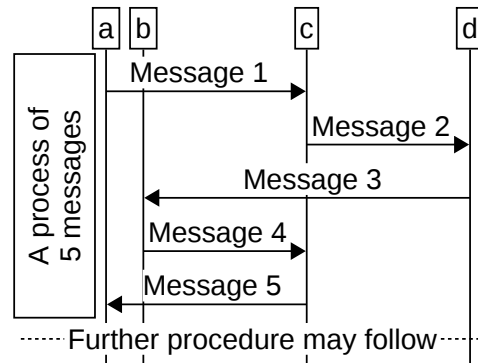 a b c d
Message 1
Message 2
Message 3
Message 4
Message 5
A process of
5 messages
Further procedure may follow